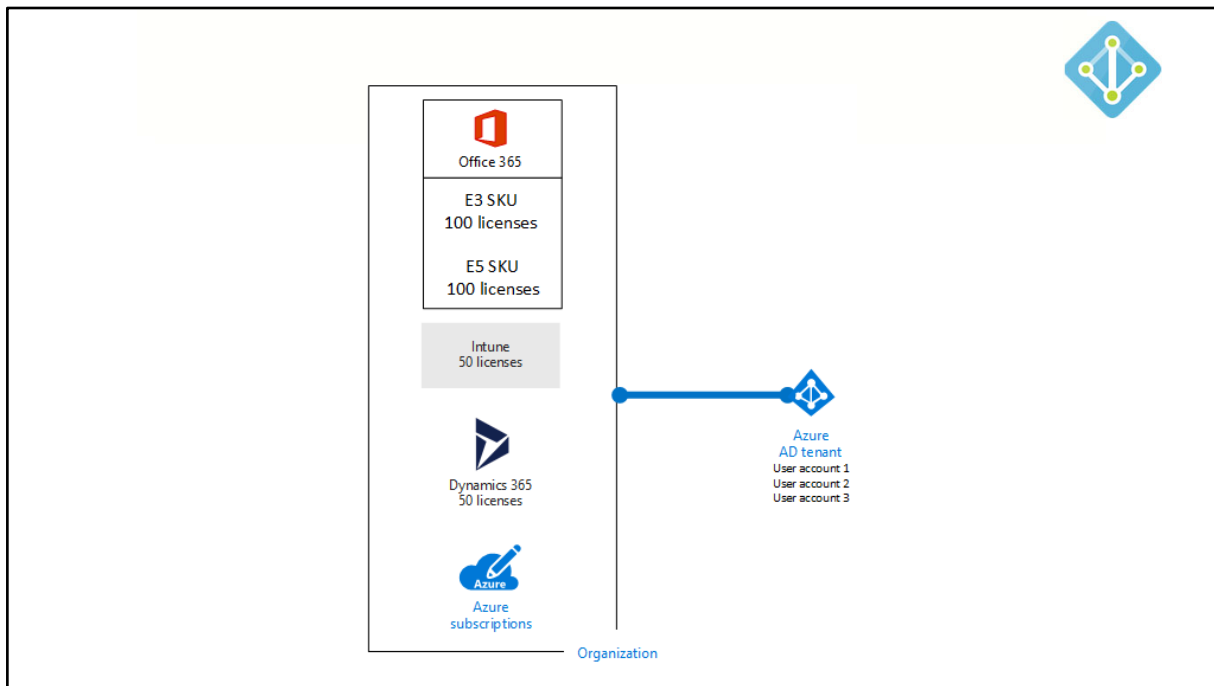 Office 365
E3 SKU
100 licenses
E5 SKU
100 licenses
Intune
50 licenses
Dynamics 365
50 licenses
Azure
Azure
subscriptions
Organization
Azure
AD tenant
User account 1
User account 2
User account 3